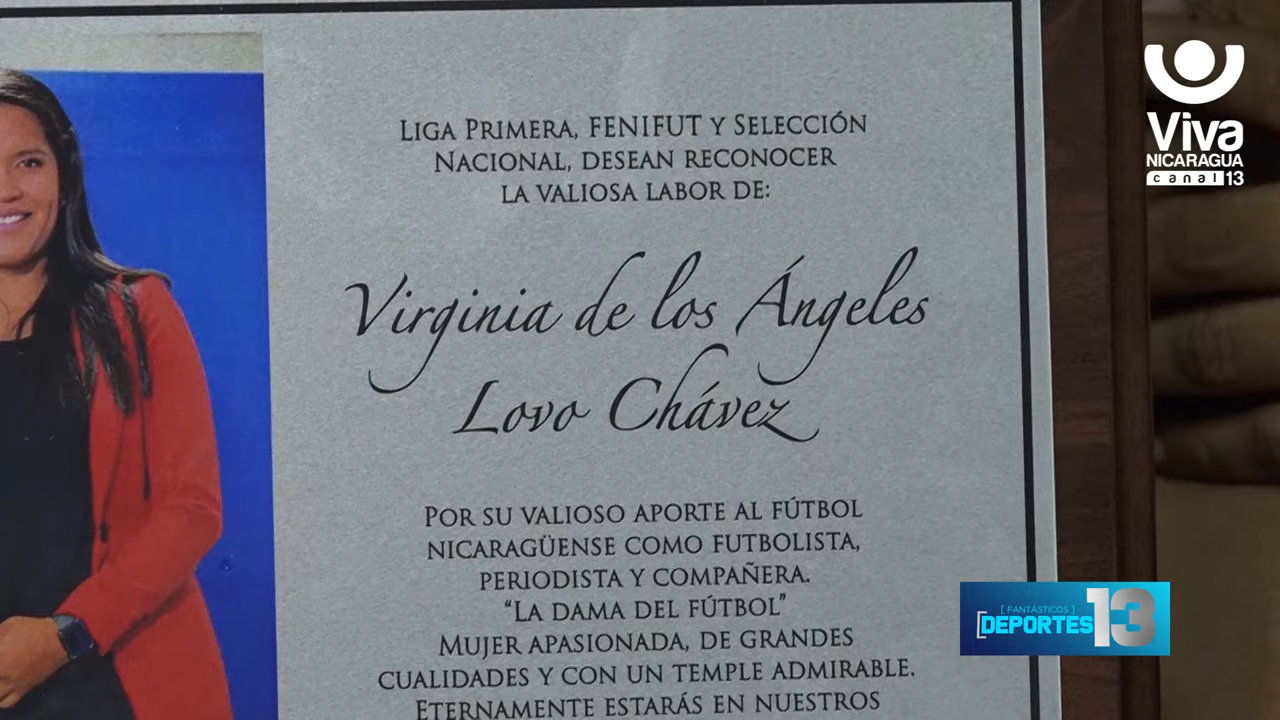 LIGA PRIMERA, FENIFUT Y SELECCIÓN
NACIONAL, DESEAN RECONOCER
LA VALIOSA LABOR DE:
Virginia de los Ángeles
Lovo Chávez
POR SU VALIOSO APORTE AL FÚTBOL
NICARAGÜENSE COMO FUTBOLISTA,
PERIODISTA Y COMPAÑERA.
“LA DAMA DEL FÚTBOL”
MUJER APASIONADA, DE GRANDES
CUALIDADES Y CON UN TEMPLE ADMIRABLE.
ETERNAMENTE ESTARÁS EN NUESTROS
Viva
NICARAGUA
canal 13
[ FANTÁSTICOS ]
[DEPORTES 13